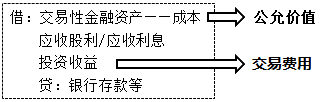 借：交易性金融资产——成本 公允价值
应收股利/应收利息
投资收益 交易费用
贷：银行存款等